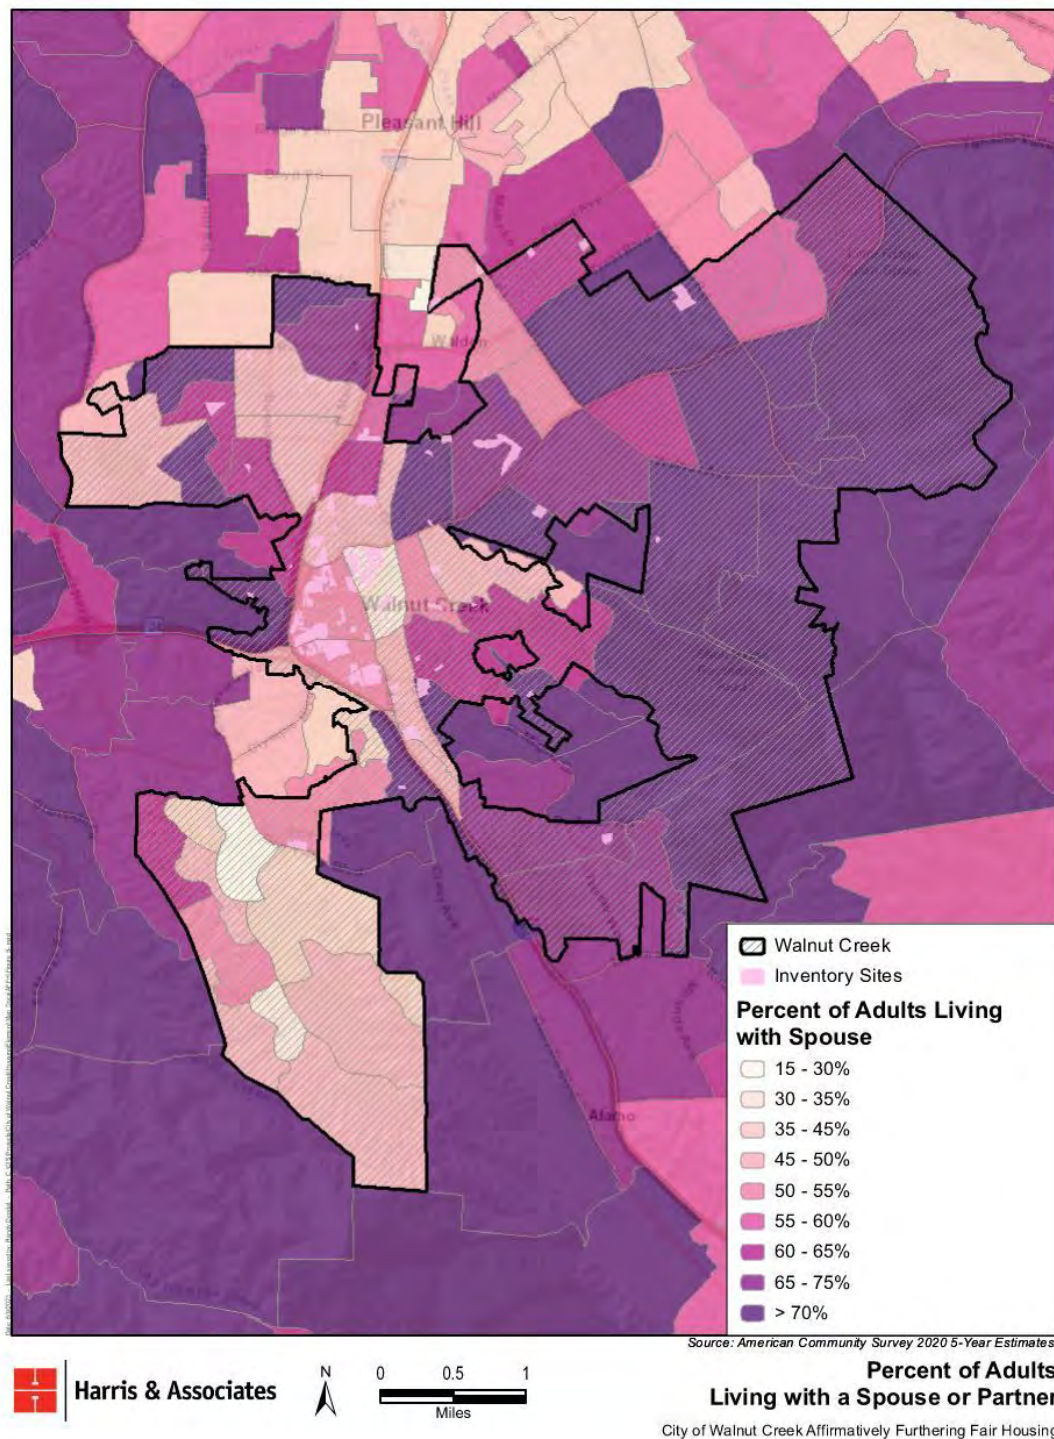 Pleasant Hill
Walden
Walnut Creek
24
Alamo
Walnut Creek
Inventory Sites
Percent of Adults Living
with Spouse
15 - 30%
30 - 35%
35 - 45%
45 - 50%
50 - 55%
55 - 60%
60 - 65%
65 - 75%
> 70%
Source: American Community Survey 2020 5-Year Estimates
Harris & Associates
N
0 0.5 1
Miles
Percent of Adults
Living with a Spouse or Partner
City of Walnut Creek Affirmatively Furthering Fair Housing